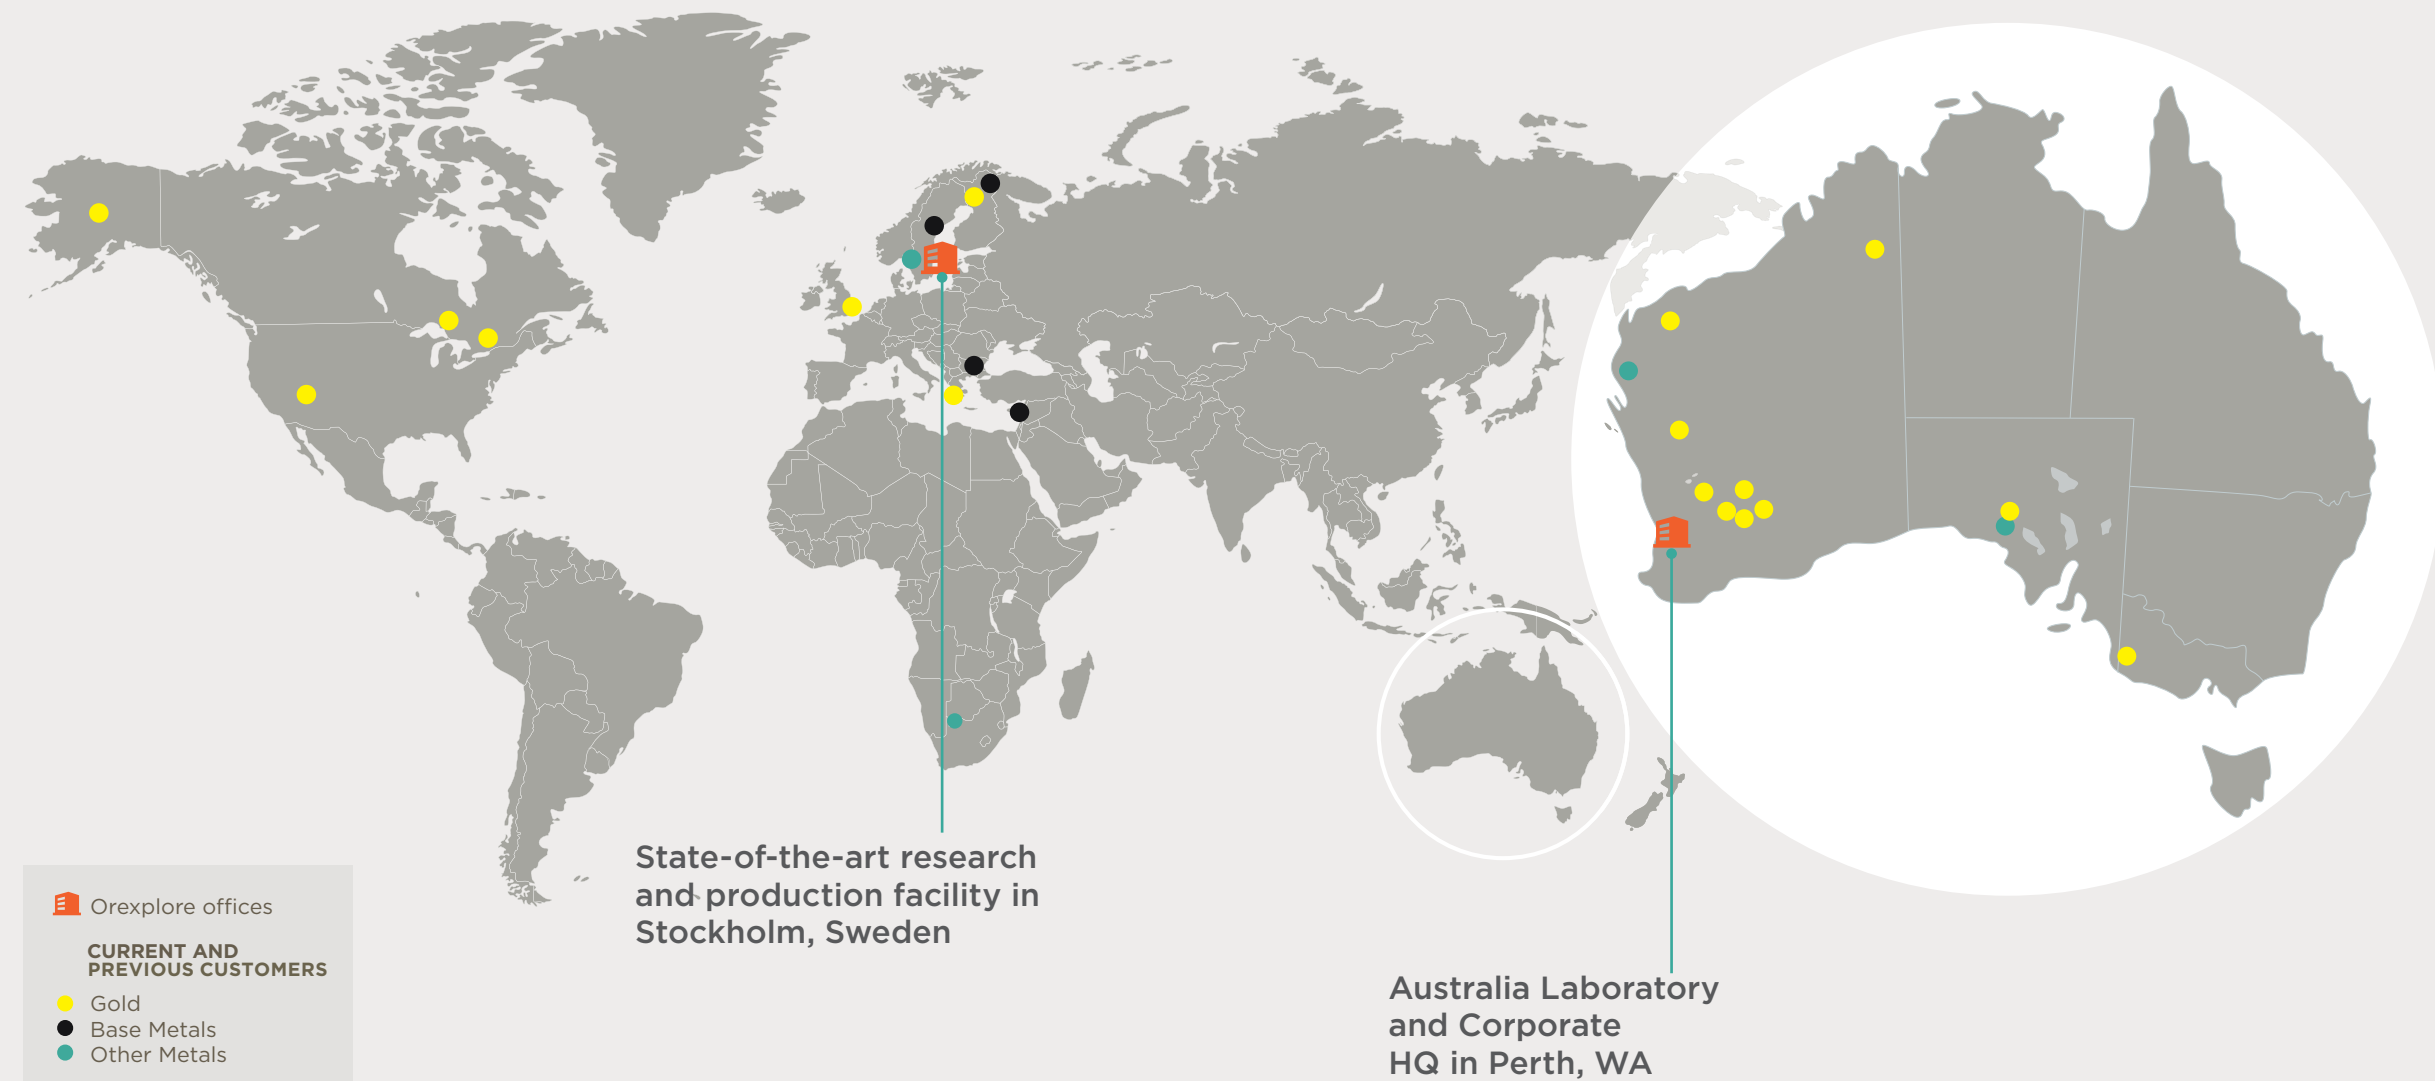 State-of-the-art research
and production facility in
Stockholm, Sweden
Australia Laboratory
and Corporate
HQ in Perth, WA
Orexplore offices
CURRENT AND
PREVIOUS CUSTOMERS
Gold
Base Metals
Other Metals